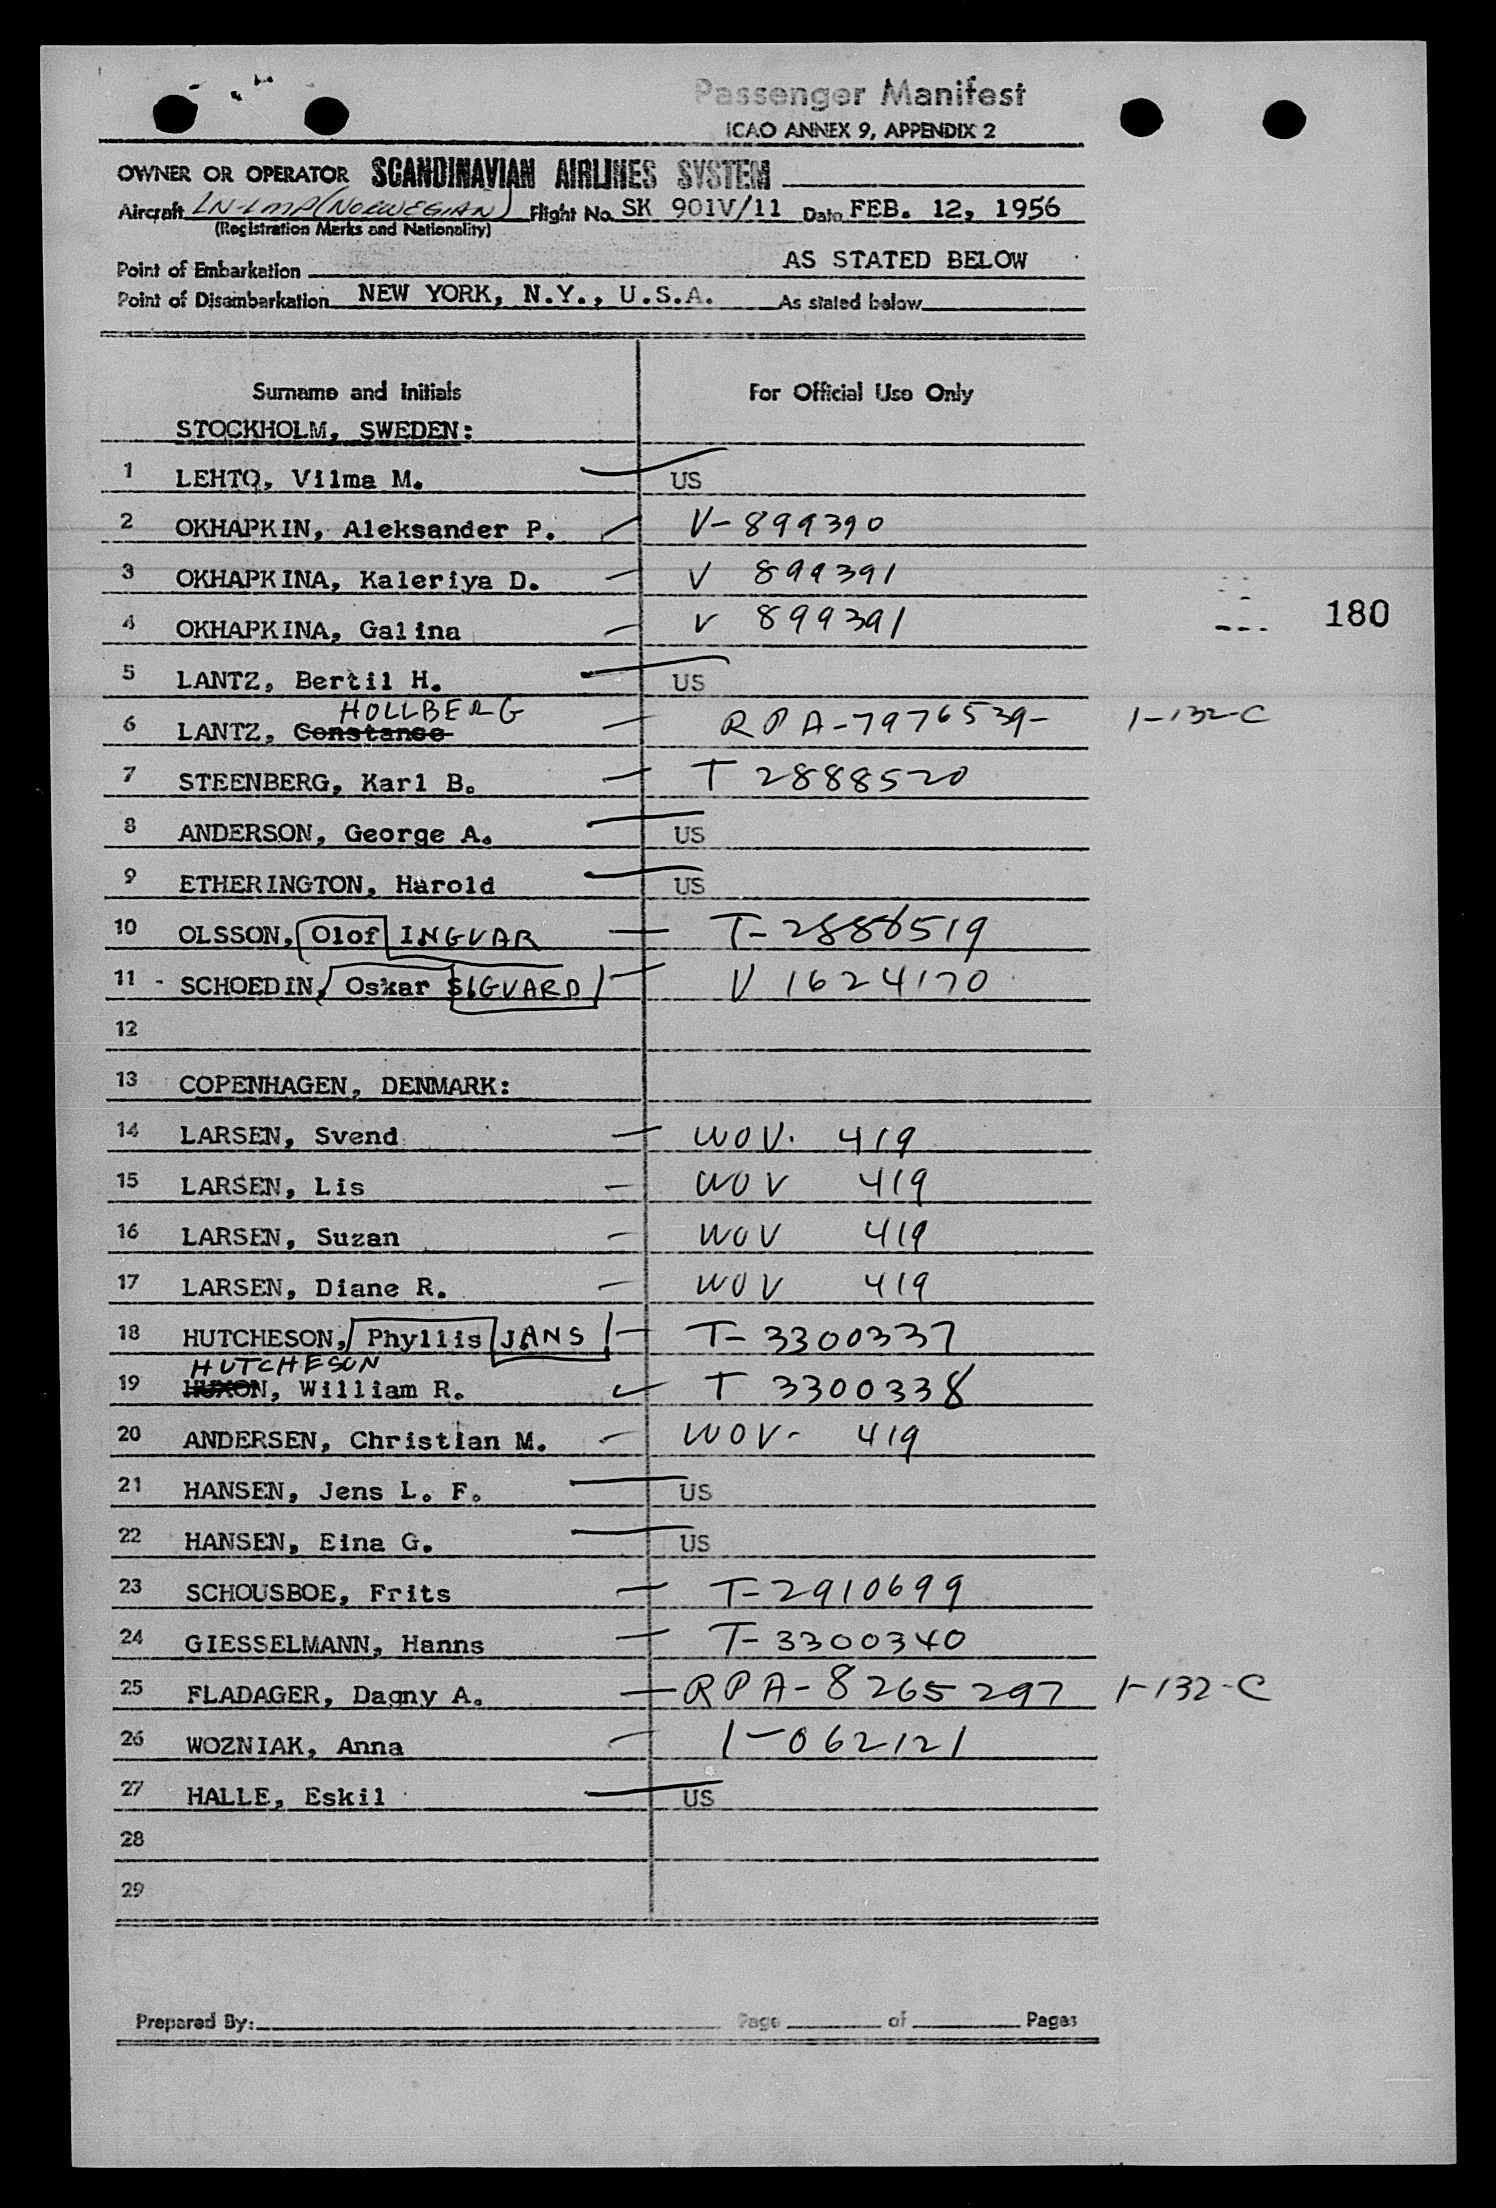 Passenger Manifest
ICAO ANNEX 9, APPENDIX 2
OWNER OR OPERATOR SCANDINAVIAN AIRLINES SYSTEM
Aircraft LN-LMP (NORWEGIAN) Flight No. SK 901V/11 Date FEB. 12, 1956
(Registration Marks and Nationality)
Point of Embarkation AS STATED BELOW
Point of Disembarkation NEW YORK, N.Y., U.S.A. As stated below
Surname and Initials For Official Use Only
STOCKHOLM, SWEDEN:
1 LEHTO, Vilma M. US
2 OKHAPKIN, Aleksander P. V-899390
3 OKHAPKINA, Kaleriya D. V 899391
4 OKHAPKINA, Galina V 899391
180
5 LANTZ, Bertil H. US
HOLLBERG
6 LANTZ, Constance RPA-7976539- 1-132-C
7 STEENBERG, Karl B. T 2888520
8 ANDERSON, George A. US
9 ETHERINGTON, Harold US
10 OLSSON, Olof INGVAR T-2888519
11 SCHOEDIN, Oskar SIGVARD V 1624170
12
13 COPENHAGEN, DENMARK:
14 LARSEN, Svend WOV. 419
15 LARSEN, Lis WOV 419
16 LARSEN, Suzan WOV 419
17 LARSEN, Diane R. WOV 419
18 HUTCHESON, Phyllis JANS T-3300337
HUTCHESON
19 HUXON, William R. T 3300338
20 ANDERSEN, Christian M. WOV- 419
21 HANSEN, Jens L. F. US
22 HANSEN, Eina G. US
23 SCHOUSBOE, Frits T-2910699
24 GIESSELMANN, Hanns T-3300340
25 FLADAGER, Dagny A. RPA-8265297 1-132-C
26 WOZNIAK, Anna 1-062121
27 HALLE, Eskil US
28
29
Prepared By: Page of Pages